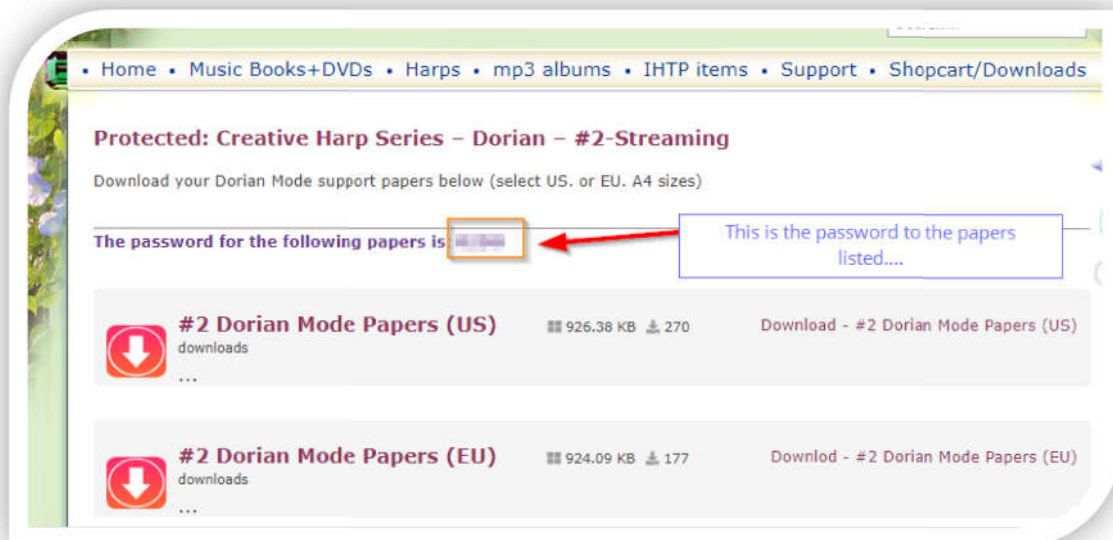 • Home • Music Books+DVDs • Harps • mp3 albums • IHTP items • Support • Shopcart/Downloads
Protected: Creative Harp Series – Dorian – #2-Streaming
Download your Dorian Mode support papers below (select US. or EU. A4 sizes)
The password for the following papers is
This is the password to the papers
listed....
#2 Dorian Mode Papers (US)
926.38 KB 270
Download - #2 Dorian Mode Papers (US)
downloads
...
#2 Dorian Mode Papers (EU)
924.09 KB 177
Downlod - #2 Dorian Mode Papers (EU)
downloads
...